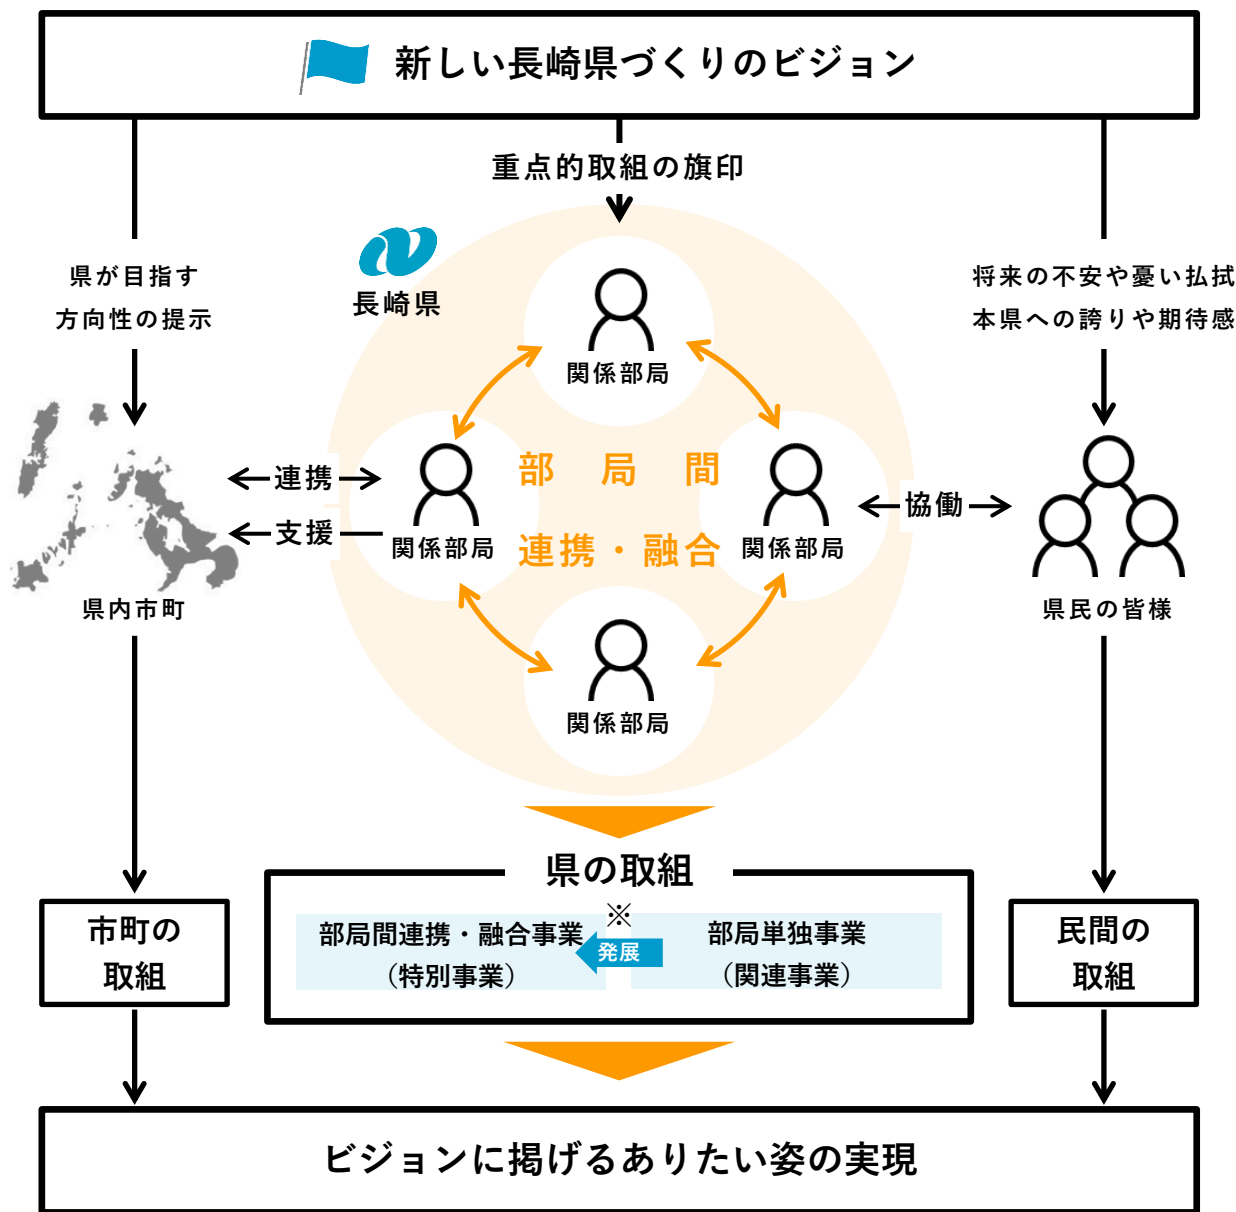 新しい長崎県づくりのビジョン
重点的取組の旗印
県が目指す
方向性の提示
長崎県
将来の不安や憂い払拭
本県への誇りや期待感
関係部局
部局間
連携・融合
連携
支援
関係部局
関係部局
協働
県内市町
県民の皆様
関係部局
県の取組
市町の
取組
部局間連携・融合事業
（特別事業）
※
発展
部局単独事業
（関連事業）
民間の
取組
ビジョンに掲げるありたい姿の実現